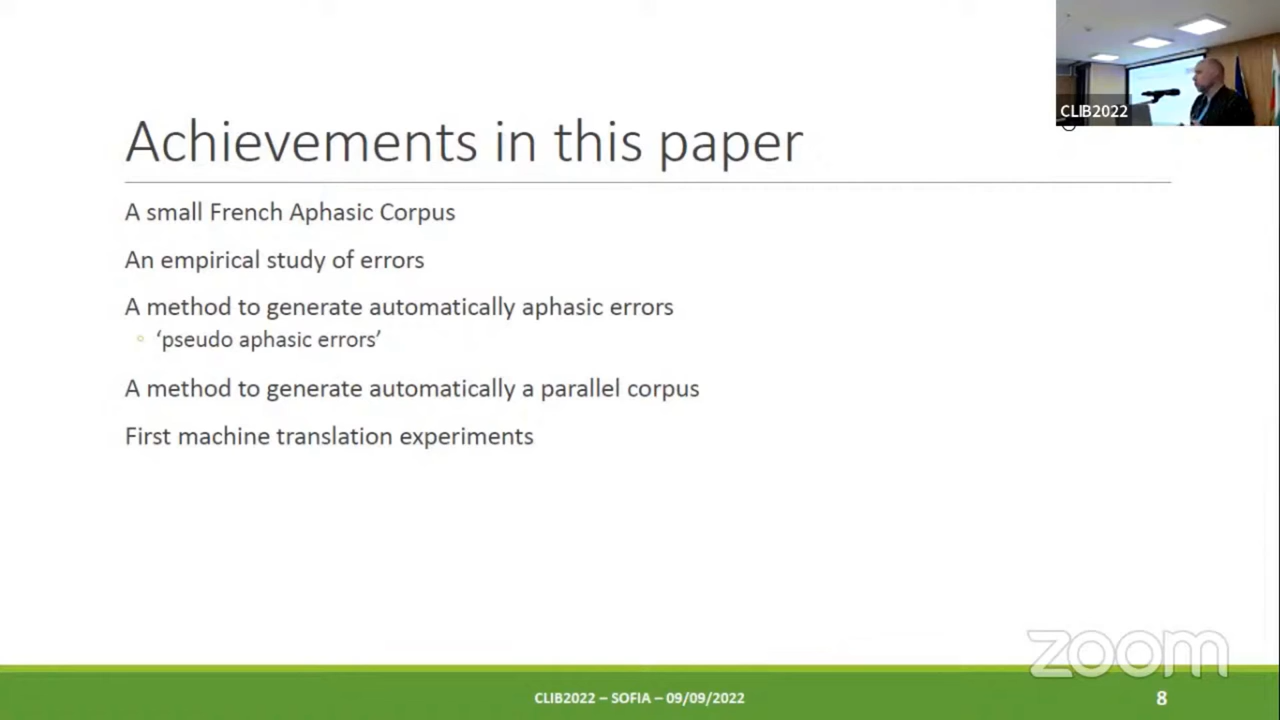 CLIB2022
Achievements in this paper
A small French Aphasic Corpus
An empirical study of errors
A method to generate automatically aphasic errors
‘pseudo aphasic errors’
A method to generate automatically a parallel corpus
First machine translation experiments
zoom
CLIB2022 – SOFIA – 09/09/2022
8